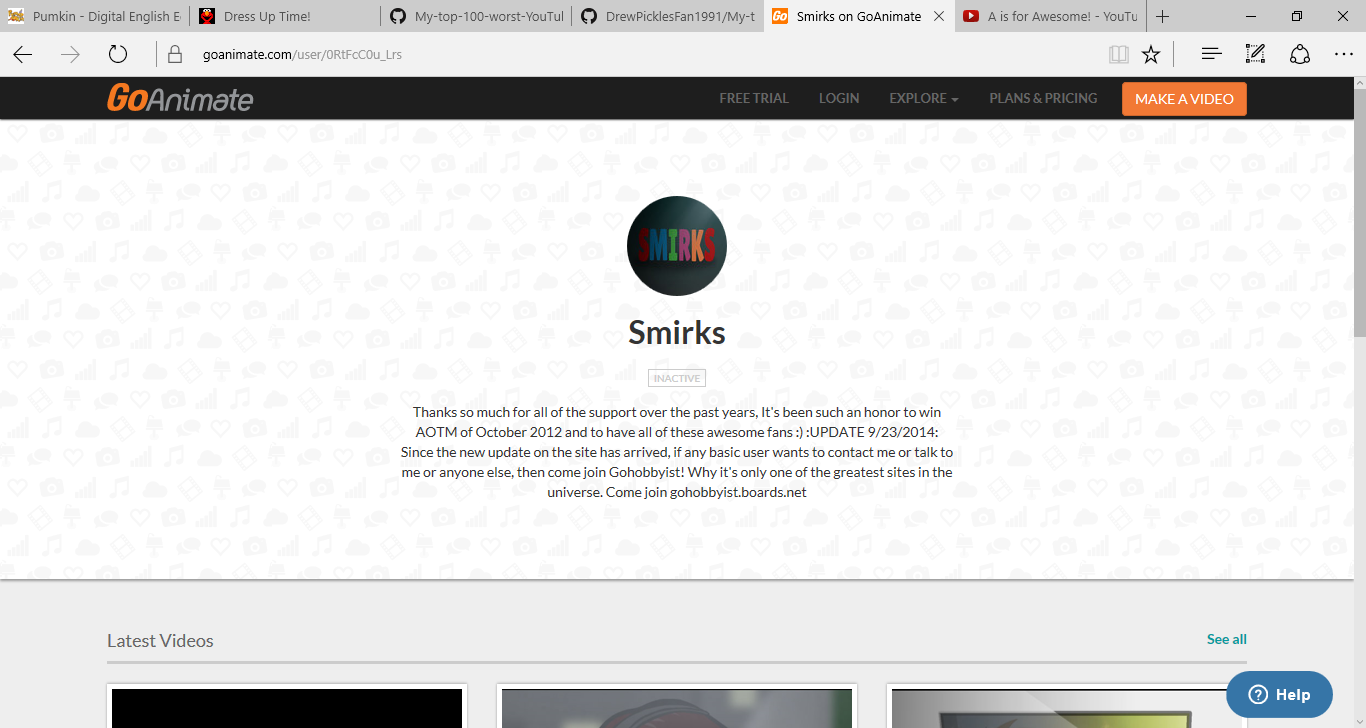 Pumkin - Digital English E
Dress Up Time!
My-top-100-worst-YouTul
DrewPicklesFan1991/My-t
Smirks on GoAnimate
A is for Awesome! - YouTu
goanimate.com/user/0RtFcC0u_Lrs
GoAnimate
FREE TRIAL
LOGIN
EXPLORE
PLANS & PRICING
MAKE A VIDEO
SMIRKS
Smirks
INACTIVE
Thanks so much for all of the support over the past years, It's been such an honor to win
AOTM of October 2012 and to have all of these awesome fans :) :UPDATE 9/23/2014:
Since the new update on the site has arrived, if any basic user wants to contact me or talk to
me or anyone else, then come join Gohobbyist! Why it's only one of the greatest sites in the
universe. Come join gohobbyist.boards.net
Latest Videos
See all
Help